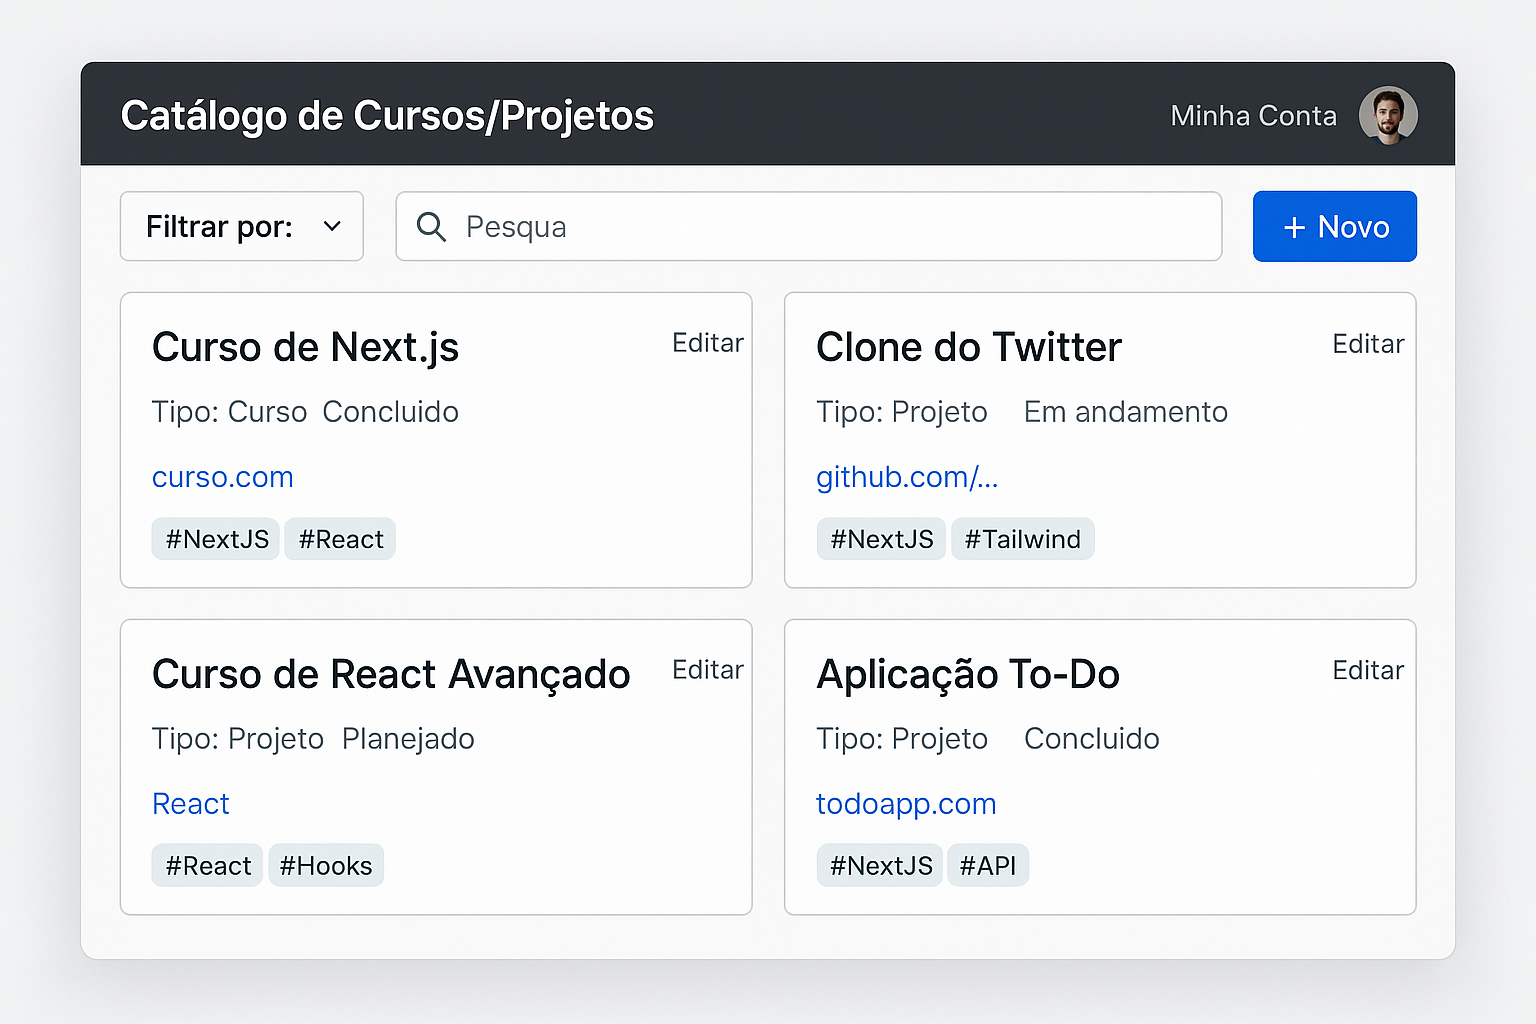 Catálogo de Cursos/Projetos
Minha Conta
Filtrar por:
Pesqua
+ Novo
Curso de Next.js
Editar
Tipo: Curso Concluido
curso.com
#NextJS #React
Clone do Twitter
Editar
Tipo: Projeto Em andamento
github.com/...
#NextJS #Tailwind
Curso de React Avançado
Editar
Tipo: Projeto Planejado
React
#React #Hooks
Aplicação To-Do
Editar
Tipo: Projeto Concluido
todoapp.com
#NextJS #API